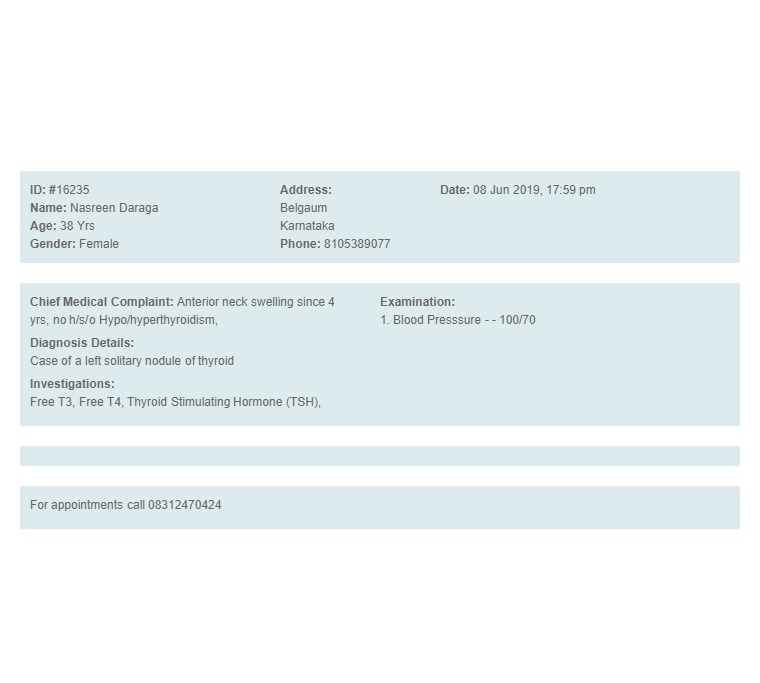 ID: #16235
Name: Nasreen Daraga
Age: 38 Yrs
Gender: Female
Address:
Belgaum
Karnataka
Phone: 8105389077
Date: 08 Jun 2019, 17:59 pm
Chief Medical Complaint: Anterior neck swelling since 4
yrs, no h/s/o Hypo/hyperthyroidism,
Diagnosis Details:
Case of a left solitary nodule of thyroid
Investigations:
Free T3, Free T4, Thyroid Stimulating Hormone (TSH),
Examination:
1. Blood Presssure - - 100/70
For appointments call 08312470424